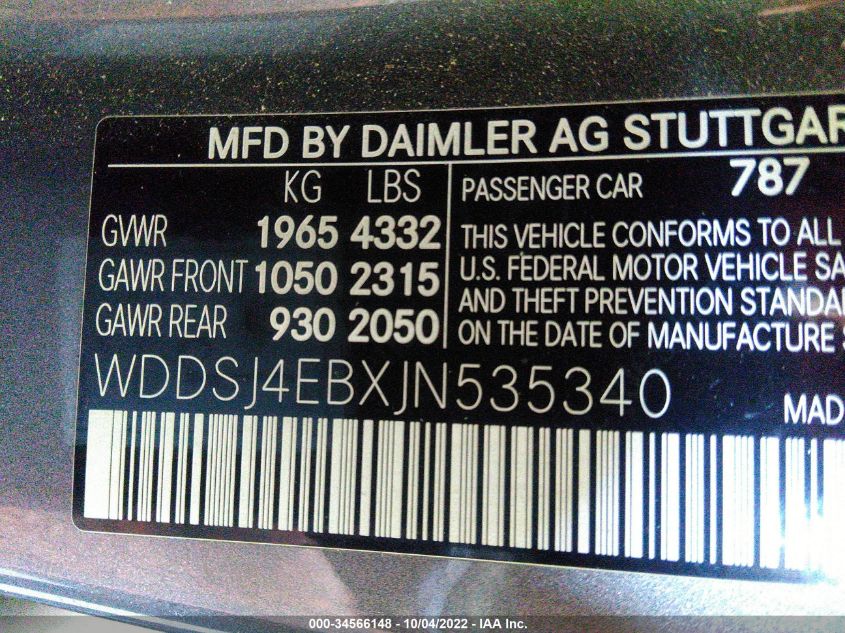 MFD BY DAIMLER AG STUTTGAR
KG LBS
GVWR 1965 4332
GAWR FRONT 1050 2315
GAWR REAR 930 2050
PASSENGER CAR 787
THIS VEHICLE CONFORMS TO ALL
U.S. FEDERAL MOTOR VEHICLE SA
AND THEFT PREVENTION STANDA
ON THE DATE OF MANUFACTURE S
WDDSJ4EBXJN535340
MAD
000-34566148 - 10/04/2022 - IAA Inc.